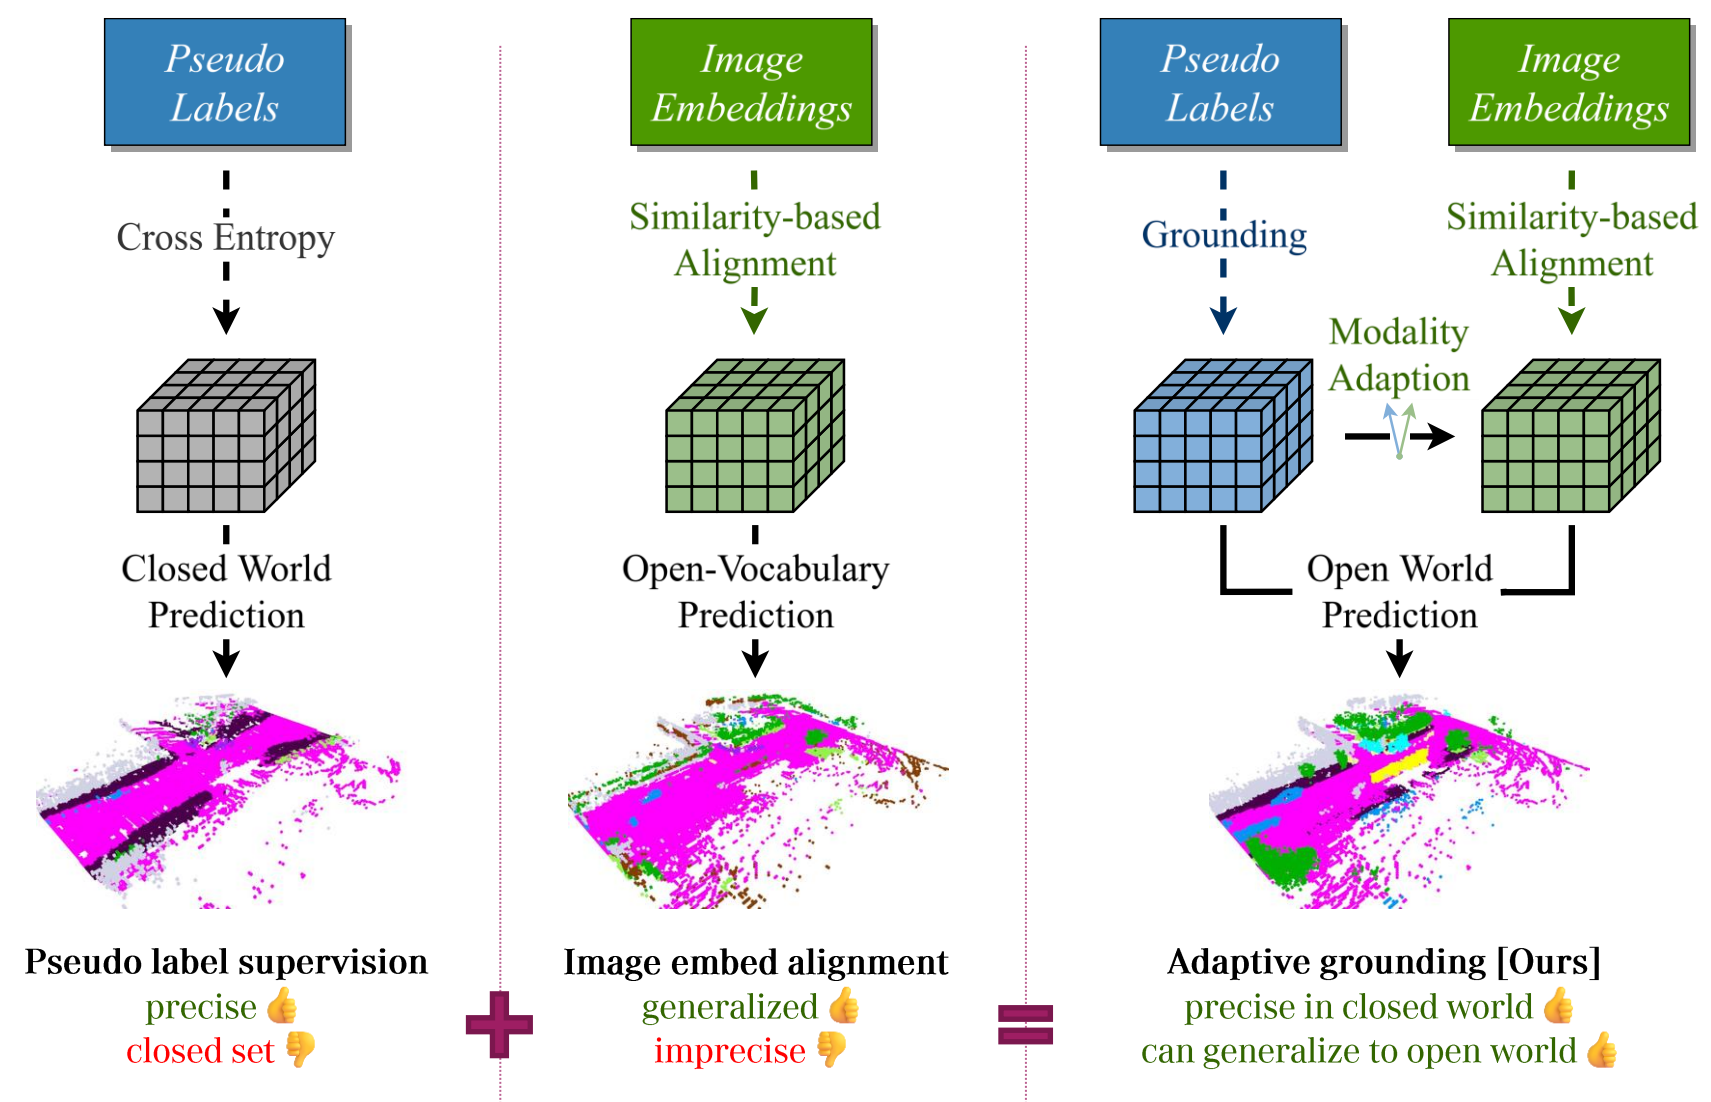 Pseudo
Labels
Cross Entropy
Closed World
Prediction
Pseudo label supervision
precise
closed set
Image
Embeddings
Similarity-based
Alignment
Open-Vocabulary
Prediction
Image embed alignment
generalized
imprecise
Pseudo
Labels
Grounding
Image
Embeddings
Similarity-based
Alignment
Modality
Adaption
Open World
Prediction
Adaptive grounding [Ours]
precise in closed world
can generalize to open world